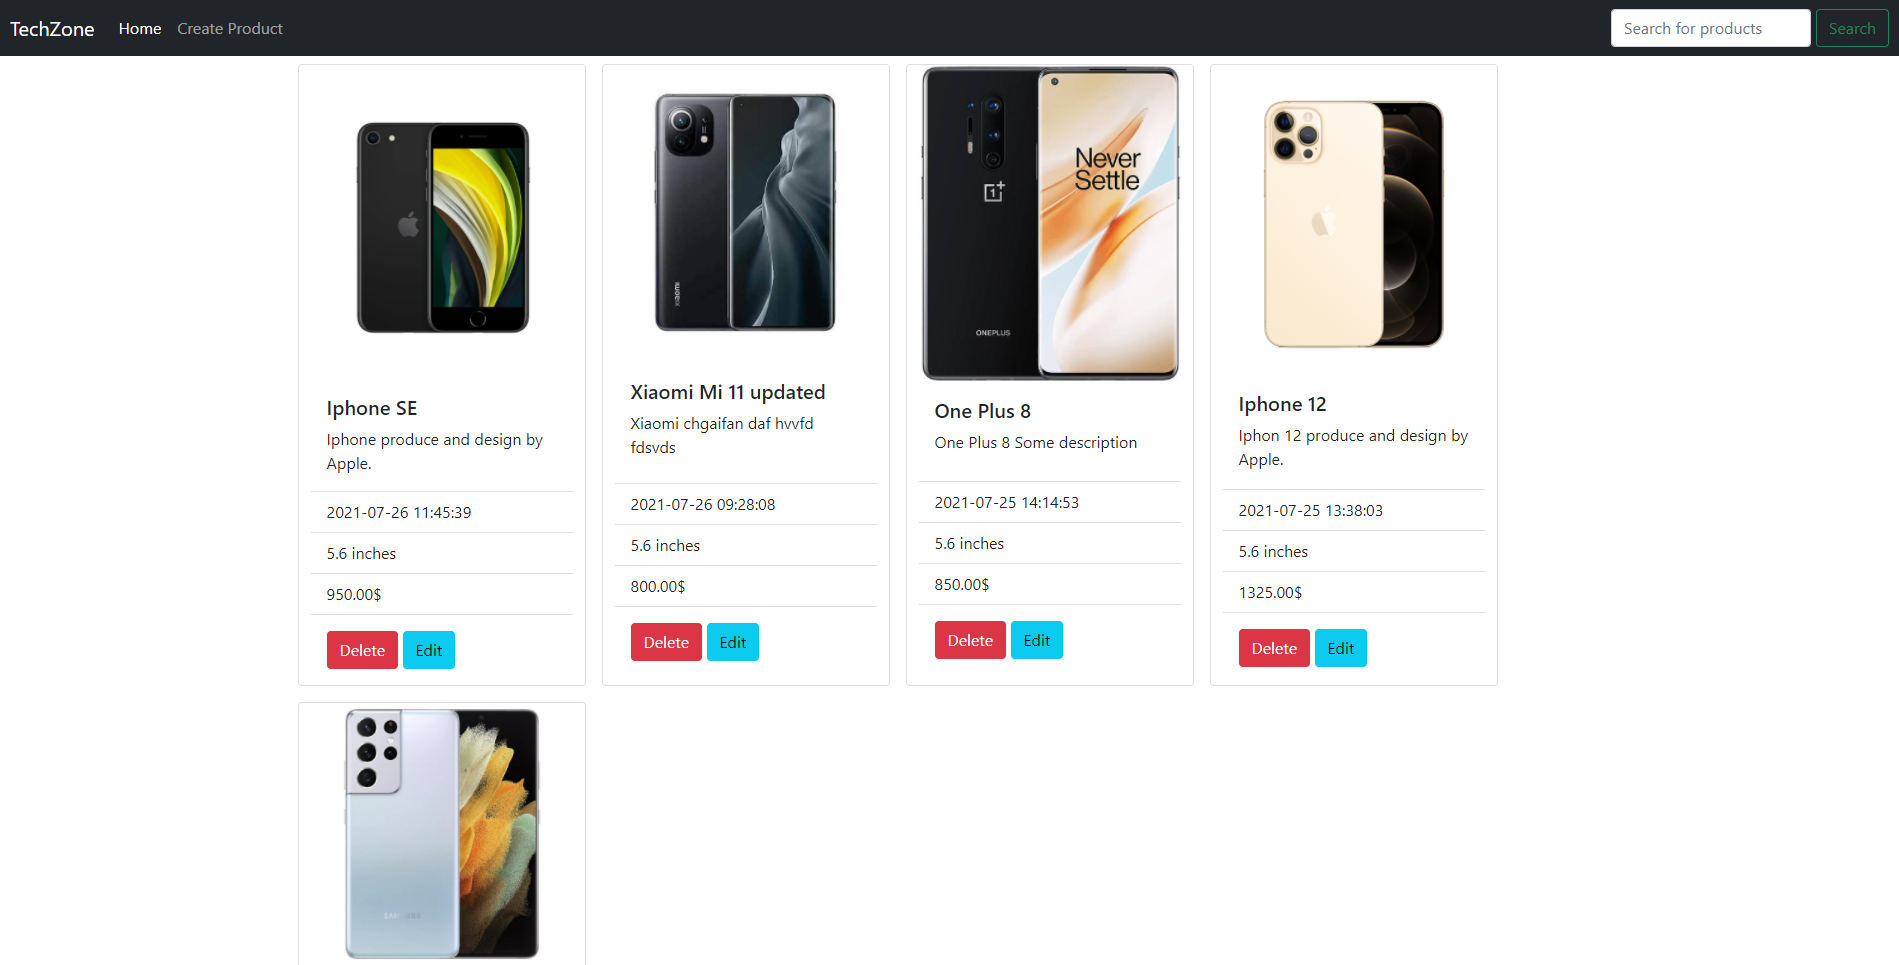 TechZone Home Create Product Search for products Search
Iphone SE
Iphone produce and design by
Apple.
2021-07-26 11:45:39
5.6 inches
950.00$
Delete Edit
xiaomi
Xiaomi Mi 11 updated
Xiaomi chgaifan daf hvvfd
fdsvds
2021-07-26 09:28:08
5.6 inches
800.00$
Delete Edit
Never
Settle
1+
ONEPLUS
One Plus 8
One Plus 8 Some description
2021-07-25 14:14:53
5.6 inches
850.00$
Delete Edit
Iphone 12
Iphon 12 produce and design by
Apple.
2021-07-25 13:38:03
5.6 inches
1325.00$
Delete Edit
SAMSUNG